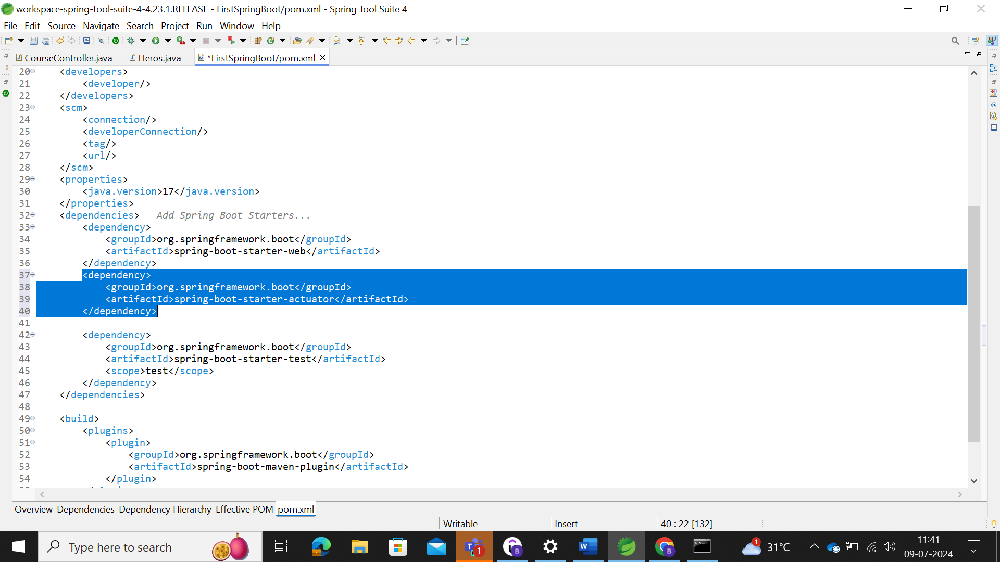 workspace-spring-tool-suite-4-4.23.1.RELEASE - FirstSpringBoot/pom.xml - Spring Tool Suite 4
File Edit Source Navigate Search Project Run Window Help
CourseController.java Heros.java *FirstSpringBoot/pom.xml
20 <developers>
21 <developer/>
22 </developers>
23 <scm>
24 <connection/>
25 <developerConnection/>
26 <tag/>
27 <url/>
28 </scm>
29 <properties>
30 <java.version>17</java.version>
31 </properties>
32 <dependencies> Add Spring Boot Starters...
33 <dependency>
34 <groupId>org.springframework.boot</groupId>
35 <artifactId>spring-boot-starter-web</artifactId>
36 </dependency>
37 <dependency>
38 <groupId>org.springframework.boot</groupId>
39 <artifactId>spring-boot-starter-actuator</artifactId>
40 </dependency>
41
42 <dependency>
43 <groupId>org.springframework.boot</groupId>
44 <artifactId>spring-boot-starter-test</artifactId>
45 <scope>test</scope>
46 </dependency>
47 </dependencies>
48
49 <build>
50 <plugins>
51 <plugin>
52 <groupId>org.springframework.boot</groupId>
53 <artifactId>spring-boot-maven-plugin</artifactId>
54 </plugin>
Overview Dependencies Dependency Hierarchy Effective POM pom.xml
Writable Insert 40 : 22 [132]
Type here to search 1 31°C 11:41
09-07-2024